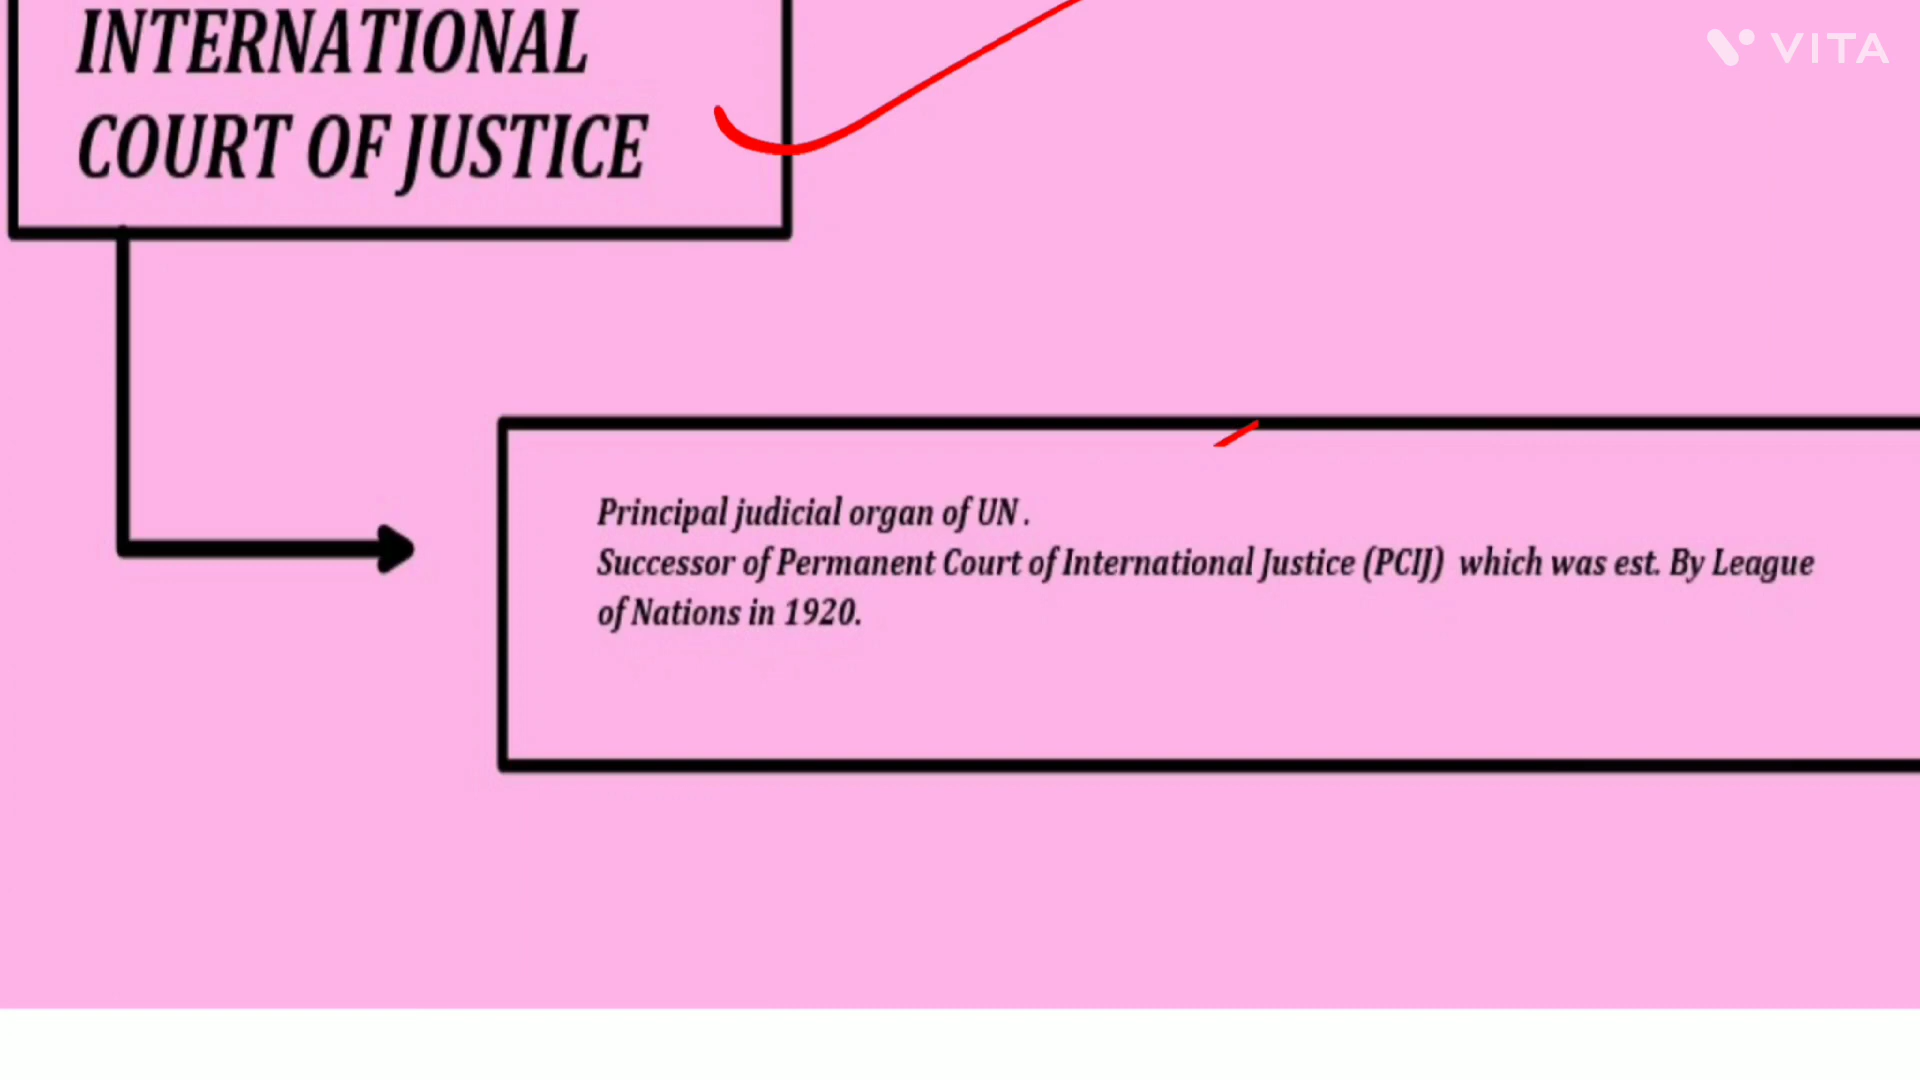 INTERNATIONAL
COURT OF JUSTICE
VITA
Principal judicial organ of UN .
Successor of Permanent Court of International Justice (PCIJ) which was est. By League
of Nations in 1920.